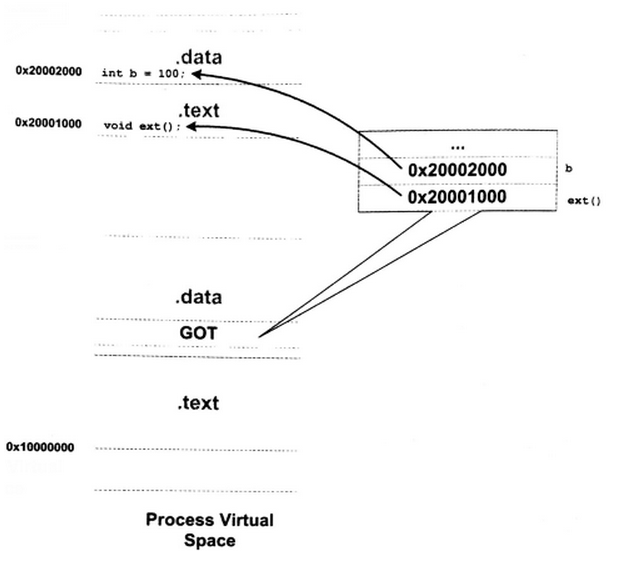 .data
0x20002000 int b = 100;
.text
0x20001000 void ext();
...
0x20002000 b
0x20001000 ext()
.data
GOT
.text
0x10000000
Process Virtual
Space